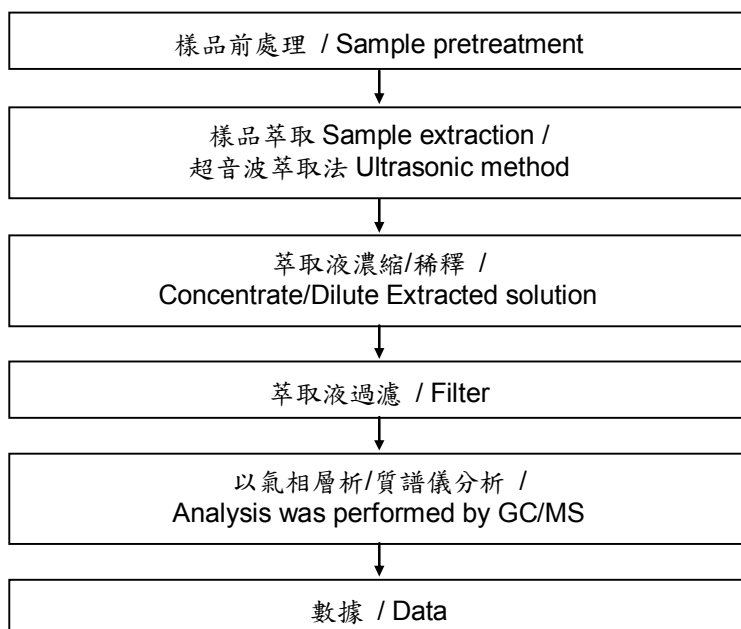 樣品前處理 / Sample pretreatment
樣品萃取 Sample extraction /
超音波萃取法 Ultrasonic method
萃取液濃縮/稀釋 /
Concentrate/Dilute Extracted solution
萃取液過濾 / Filter
以氣相層析/質譜儀分析 /
Analysis was performed by GC/MS
數據 / Data